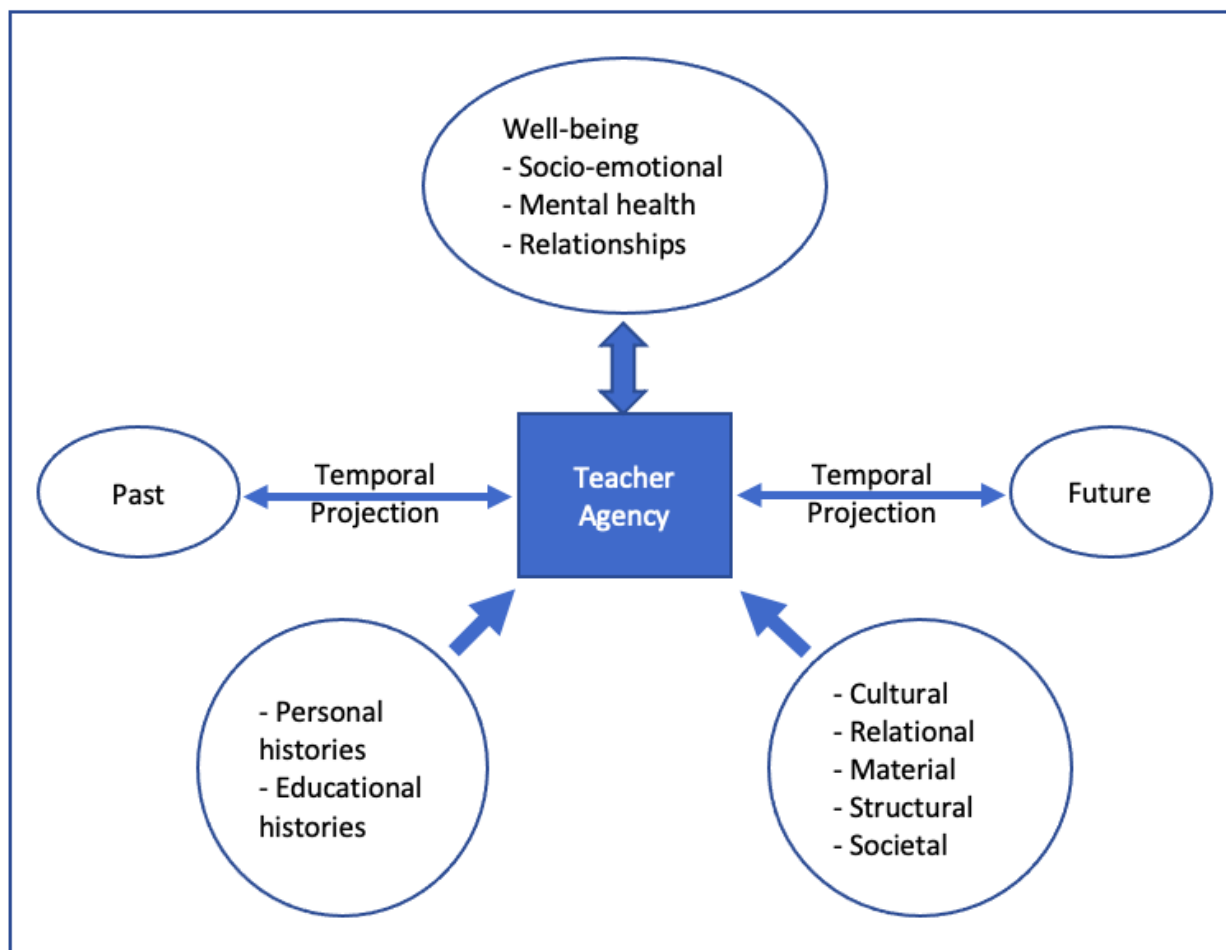 Well-being
- Socio-emotional
- Mental health
- Relationships
Past
Temporal
Projection
Teacher
Agency
Temporal
Projection
Future
- Personal
histories
- Educational
histories
- Cultural
- Relational
- Material
- Structural
- Societal